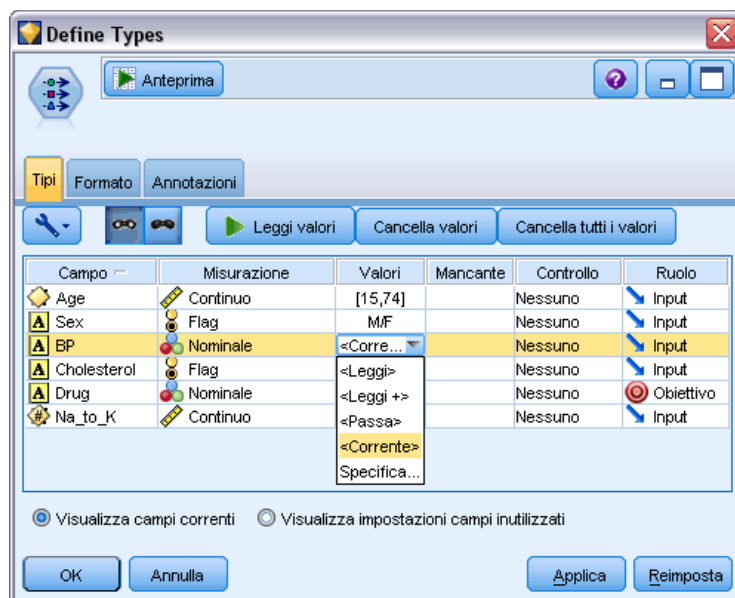 Define Types
Anteprima
Tipi Formato Annotazioni
Leggi valori Cancella valori Cancella tutti i valori
Campo Misurazione Valori Mancante Controllo Ruolo
Age Continuo [15,74] Nessuno Input
A Sex Flag M/F Nessuno Input
A BP Nominale <Corre... Nessuno Input
A Cholesterol Flag <Leggi> Nessuno Input
A Drug Nominale <Leggi +> Nessuno Obiettivo
# Na_to_K Continuo <Passa> Nessuno Input
<Corrente>
Specifica...
Visualizza campi correnti Visualizza impostazioni campi inutilizzati
OK Annulla Applica Reimposta